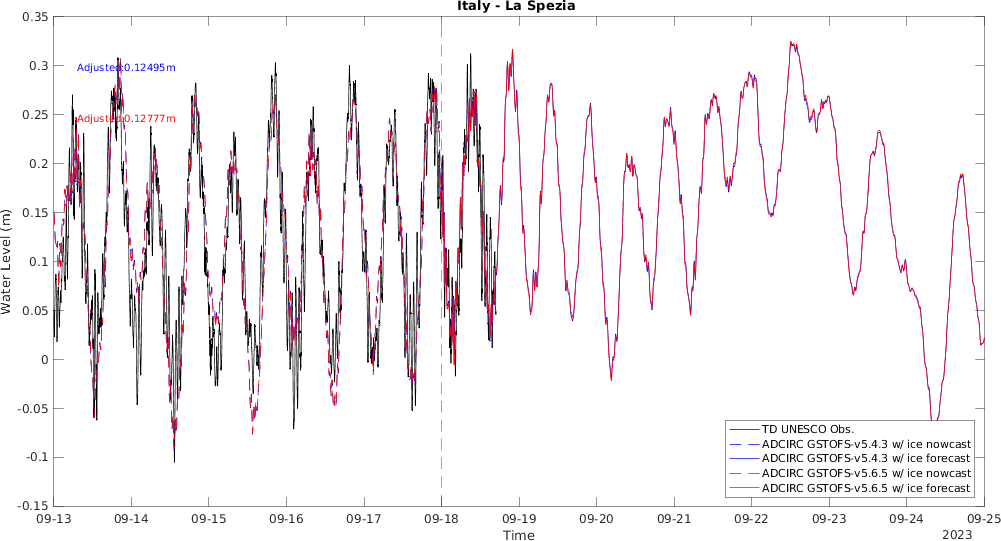 Italy - La Spezia
0.35
0.3
0.25
0.2
0.15
0.1
0.05
0
-0.05
-0.1
-0.15
Water Level (m)
Adjusted:0.12495m
Adjusted:0.12777m
TD UNESCO Obs.
ADCIRC GSTOFS-v5.4.3 w/ ice nowcast
ADCIRC GSTOFS-v5.4.3 w/ ice forecast
ADCIRC GSTOFS-v5.6.5 w/ ice nowcast
ADCIRC GSTOFS-v5.6.5 w/ ice forecast
09-13 09-14 09-15 09-16 09-17 09-18 09-19 09-20 09-21 09-22 09-23 09-24 09-25
Time
2023